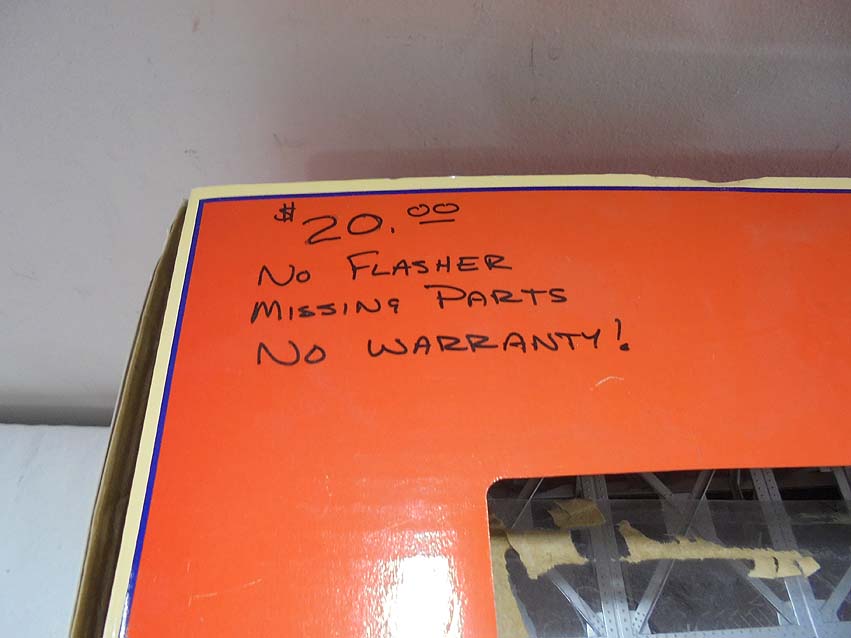 $20.00
No FLASHER
MISSING PARTS
NO WARRANTY!